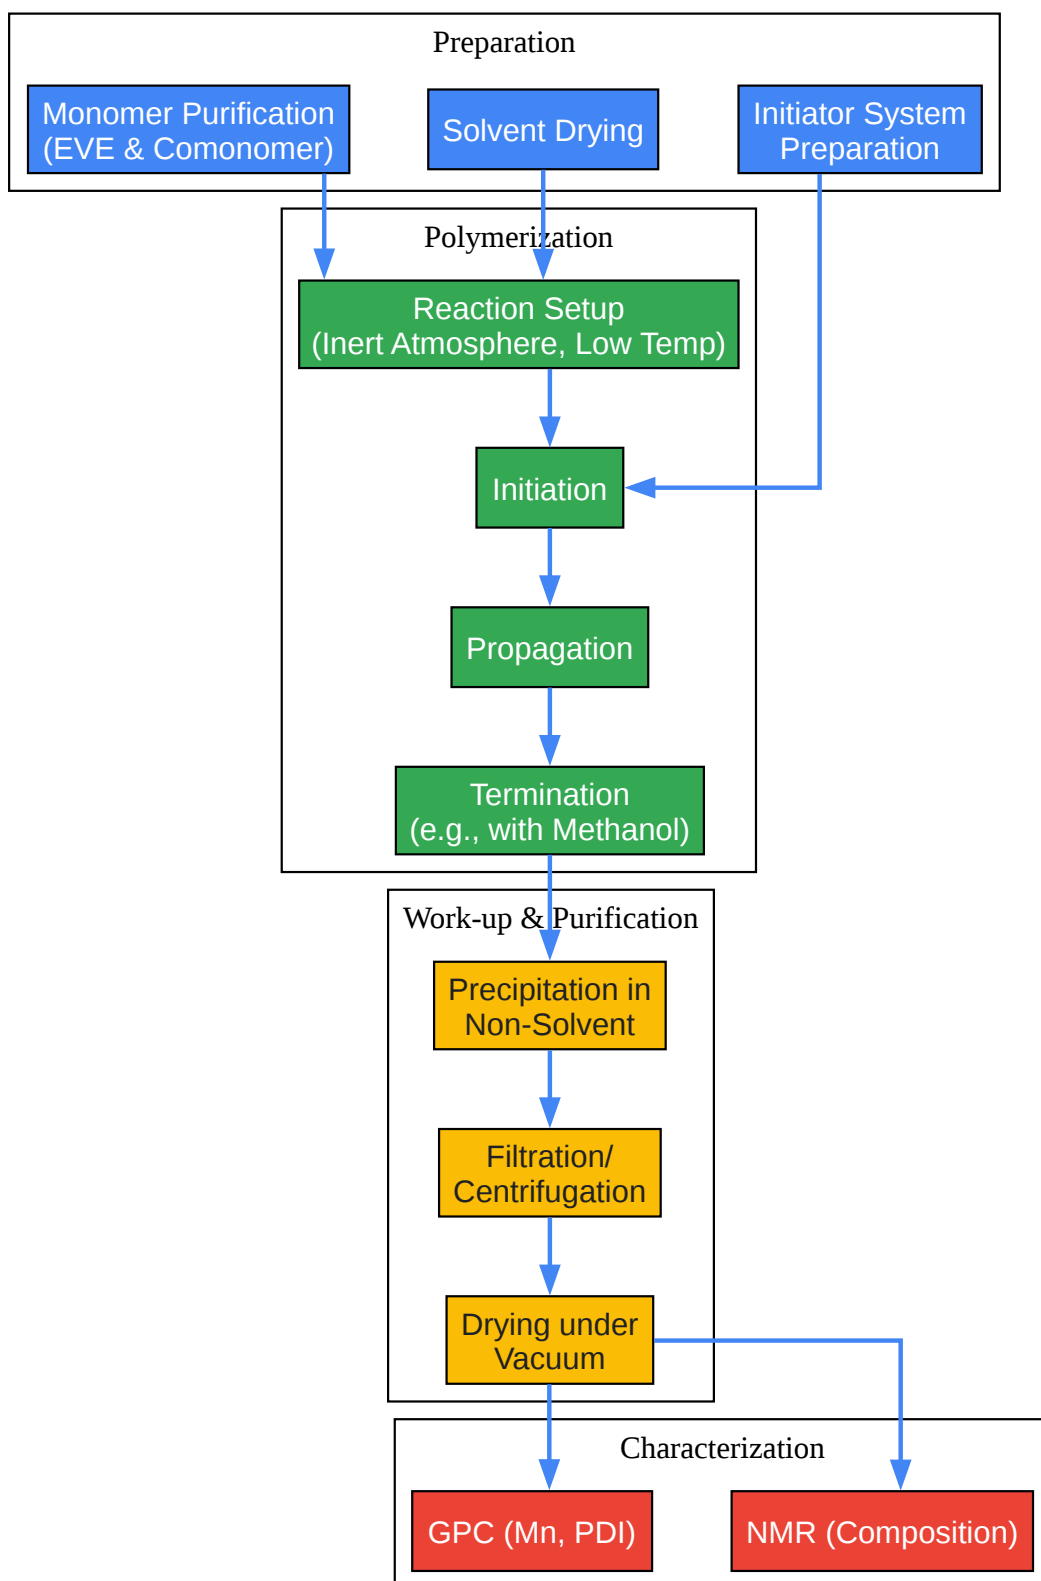 Preparation
Monomer Purification
(EVE & Comonomer)
Solvent Drying
Initiator System
Preparation
Polymerization
Reaction Setup
(Inert Atmosphere, Low Temp)
Initiation
Propagation
Termination
(e.g., with Methanol)
Work-up & Purification
Precipitation in
Non-Solvent
Filtration/
Centrifugation
Drying under
Vacuum
Characterization
GPC (Mn, PDI)
NMR (Composition)